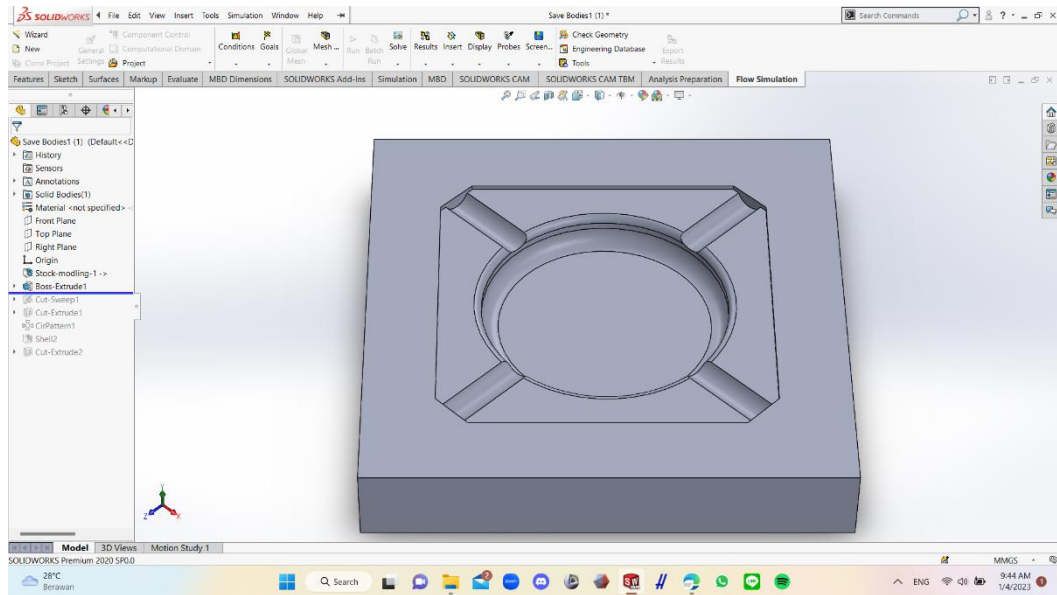 SOLIDWORKS File Edit View Insert Tools Simulation Window Help Save Bodies1 (1) * Search Commands
Wizard
New
Clone Project
General Settings
Component Control
Computational Domain
Project
Conditions Goals Global Mesh Mesh ... Run Batch Run Solve Results Insert Display Probes Screen...
Check Geometry
Engineering Database
Tools
Export Results
Features Sketch Surfaces Markup Evaluate MBD Dimensions SOLIDWORKS Add-Ins Simulation MBD SOLIDWORKS CAM SOLIDWORKS CAM TBM Analysis Preparation Flow Simulation
Save Bodies1 (1) (Default<<D
History
Sensors
Annotations
Solid Bodies(1)
Material <not specified> -
Front Plane
Top Plane
Right Plane
Origin
Stock-modling-1 ->
Boss-Extrude1
Cut-Sweep1
Cut-Extrude1
CirPattern1
Shell2
Cut-Extrude2
Y
Z X
Model 3D Views Motion Study 1
SOLIDWORKS Premium 2020 SP0.0 MMGS
28°C
Berawan
Search
ENG
9:44 AM
1/4/2023